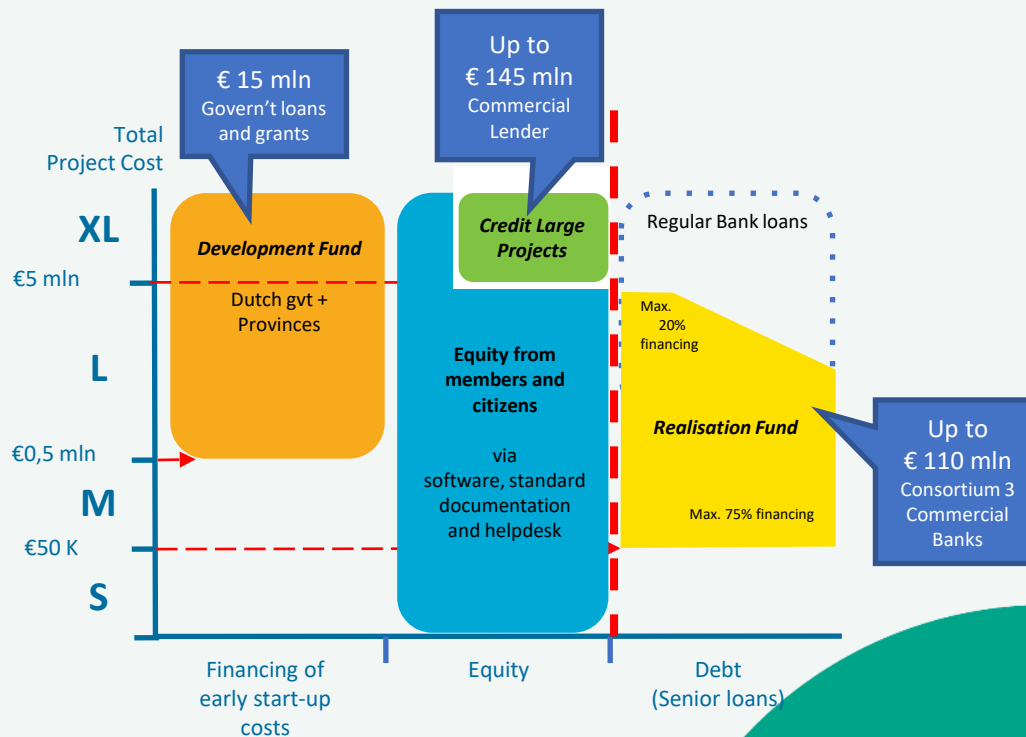 € 15 mln
Govern’t loans
and grants
Up to
€ 145 mln
Commercial
Lender
Total
Project Cost
XL
€5 mln
L
€0,5 mln
M
€50 K
S
Development Fund
Dutch gvt +
Provinces
Credit Large
Projects
Equity from
members and
citizens
via
software, standard
documentation
and helpdesk
Regular Bank loans
Max.
20%
financing
Realisation Fund
Max. 75% financing
Up to
€ 110 mln
Consortium 3
Commercial
Banks
Financing of
early start-up
costs
Equity
Debt
(Senior loans)